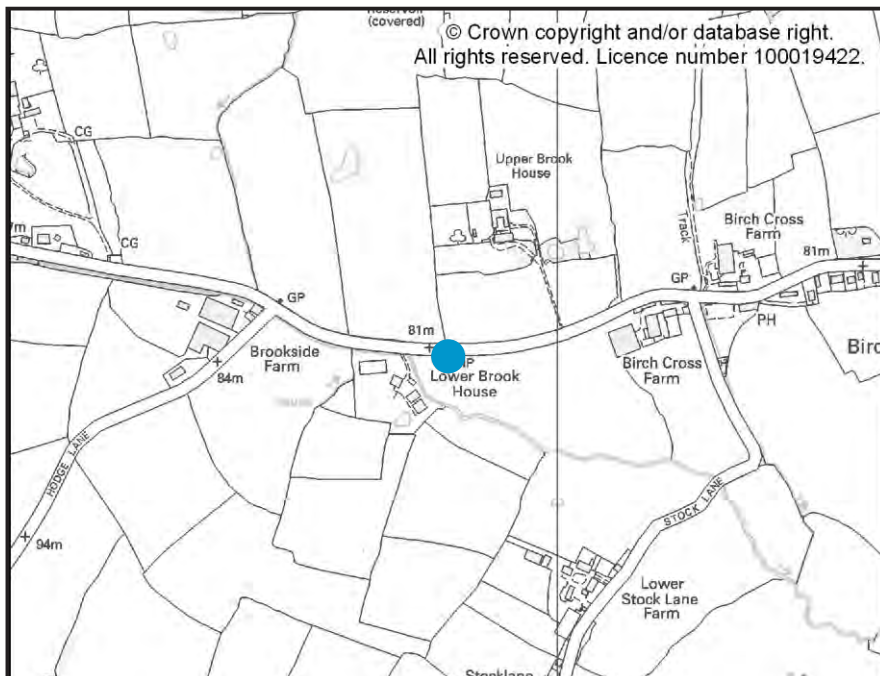 (covered)
© Crown copyright and/or database right.
All rights reserved. Licence number 100019422.
CG
Upper Brook
House
Track
Birch Cross
Farm
81m
CG
GP
GP
PH
81m
Brookside
Farm
84m
Lower Brook
House
Birch Cross
Farm
HODGE LANE
STOCK LANE
94m
Lower
Stock Lane
Farm